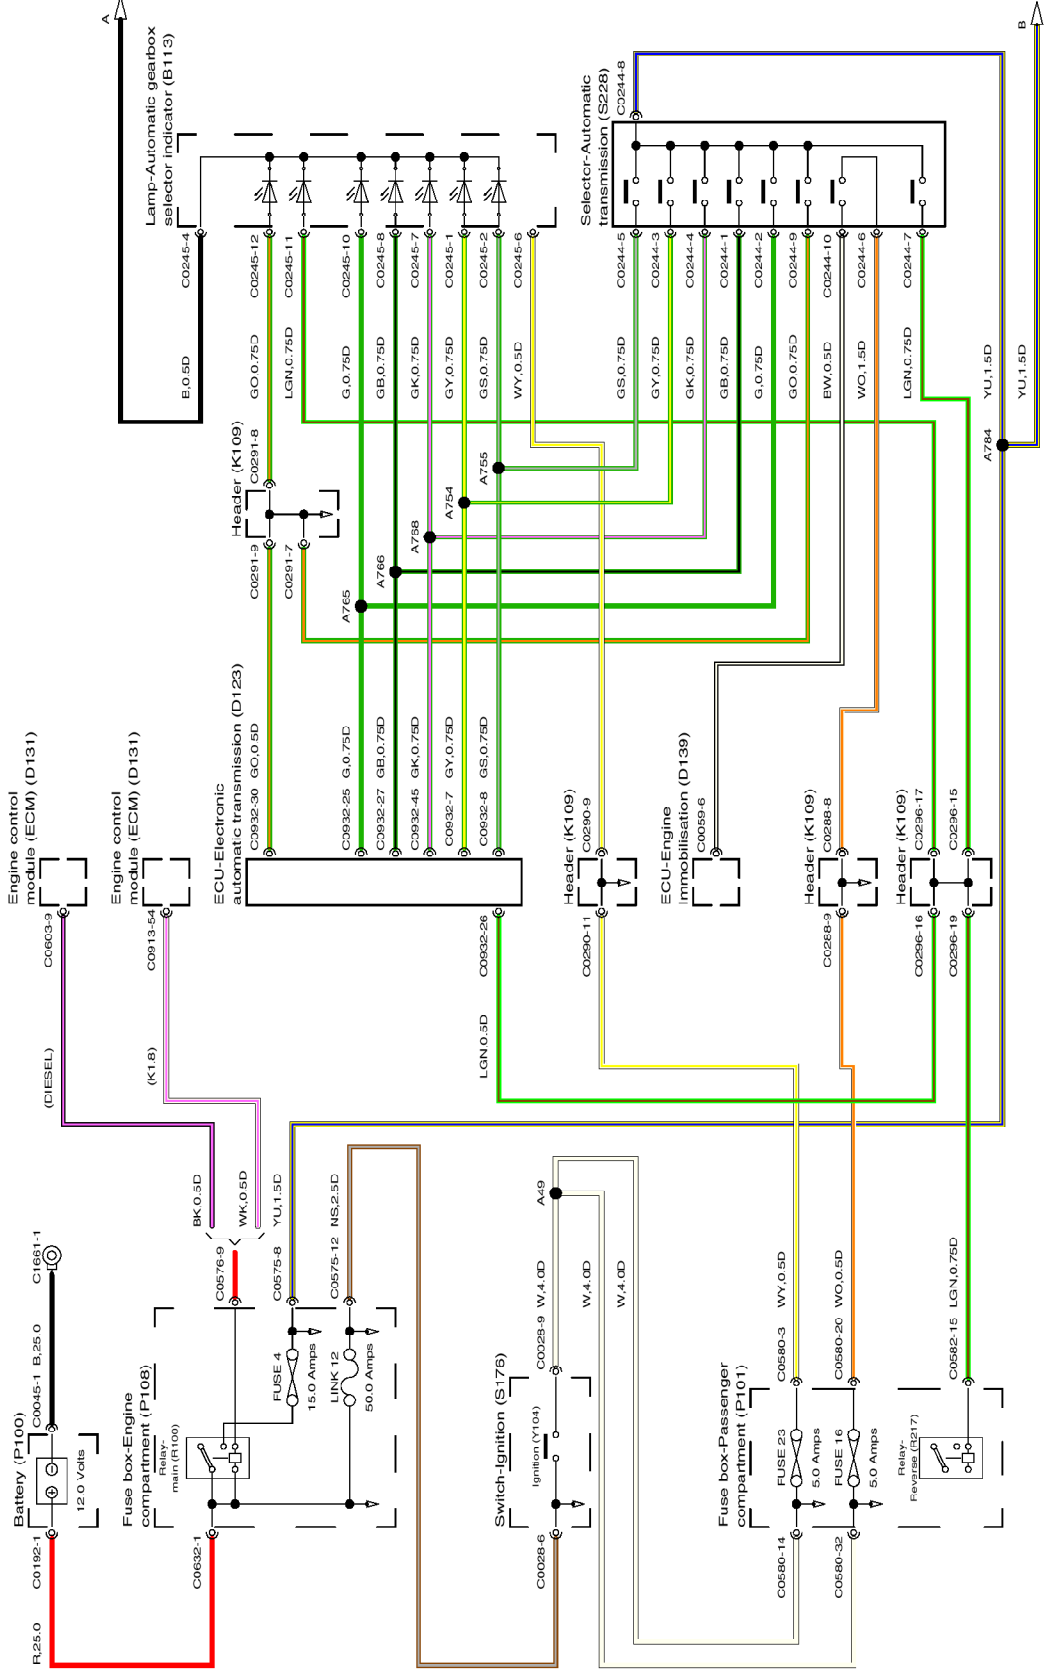 A
B
Lamp-Automatic gearbox
selector indicator (B113)
Selector-Automatic
transmission (S228)
C0244-8
C0245-4
C0245-12
C0245-11
C0245-10
C0245-8
C0245-7
C0245-1
C0245-2
C0245-6
C0244-5
C0244-3
C0244-4
C0244-1
C0244-2
C0244-9
C0244-10
C0244-6
C0244-7
B,0.5D
GO,0.75D
LGN,0.75D
G,0.75D
GB,0.75D
GK,0.75D
GY,0.75D
GS,0.75D
WY,0.5D
GS,0.75D
GY,0.75D
GK,0.75D
GB,0.75D
G,0.75D
GO,0.75D
BW,0.5D
WO,1.5D
LGN,0.75D
YU,1.5D
YU,1.5D
Header (K109)
C0291-8
C0291-9
C0291-7
A765
A766
A768
A754
A755
A784
Engine control
module (ECM) (D131)
Engine control
module (ECM) (D131)
ECU-Electronic
automatic transmission (D123)
C0932-30 GO,0.5D
C0932-25 G,0.75D
C0932-27 GB,0.75D
C0932-45 GK,0.75D
C0932-7 GY,0.75D
C0932-8 GS,0.75D
Header (K109)
C0290-9
ECU-Engine
immobilisation (D139)
C0059-6
Header (K109)
C0288-8
Header (K109)
C0296-17
C0296-15
C0603-9
C0913-54
C0932-26
C0290-11
C0288-9
C0296-16
C0296-19
(DIESEL)
(K1.8)
LGN,0.5D
BK,0.5D
WK,0.5D
YU,1.5D
NS,2.5D
A49
C1661-1
B,25.0
C0045-1
C0576-9
C0575-8
C0575-12
C0028-9 W,4.0D
W,4.0D
W,4.0D
C0580-3 WY,0.5D
C0580-20 WO,0.5D
C0582-15 LGN,0.75D
Battery (P100)
12.0 Volts
Fuse box-Engine
compartment (P108)
Relay-
main (R100)
FUSE 4
15.0 Amps
LINK 12
50.0 Amps
Switch-Ignition (S176)
Ignition (Y104)
Fuse box-Passenger
compartment (P101)
FUSE 23
5.0 Amps
FUSE 16
5.0 Amps
Relay-
Reverse (R217)
C0192-1
C0632-1
C0028-6
C0580-14
C0580-32
R,25.0